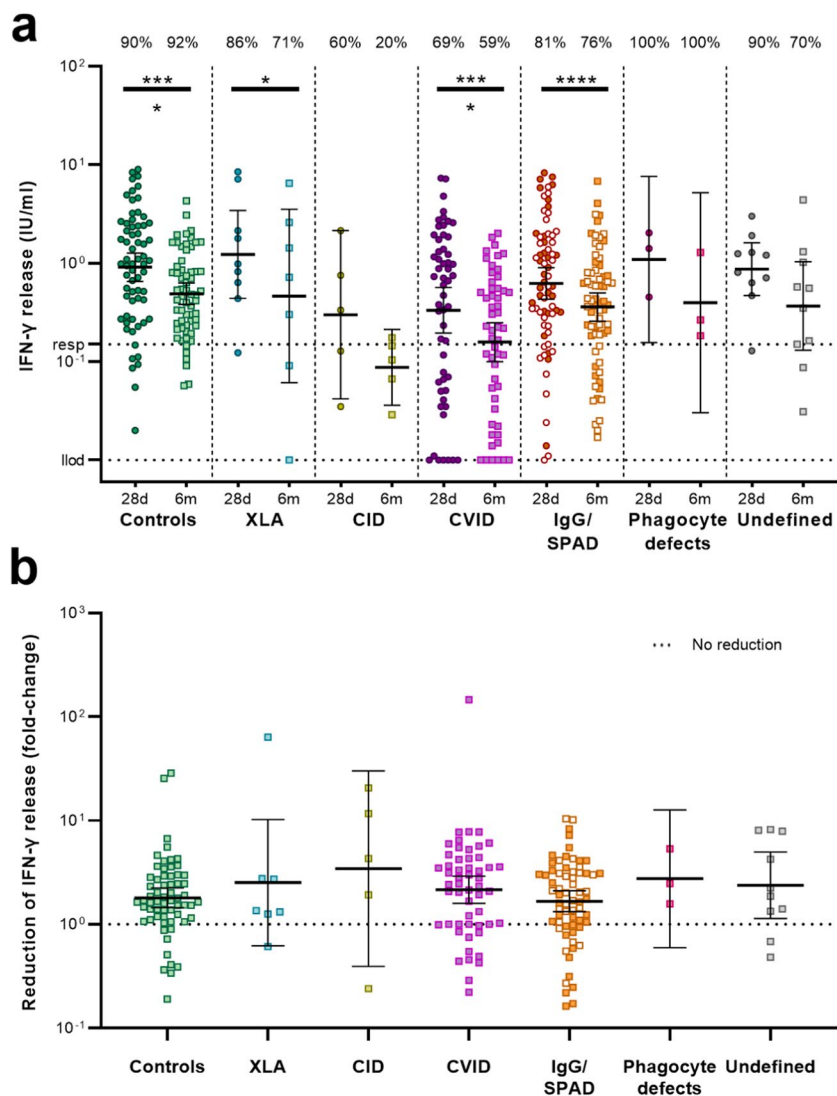 a
90% 92% 86% 71% 60% 20% 69% 59% 81% 76% 100% 100% 90% 70%
*** * *** ****
* *
IFN-γ release (IU/ml)
10²
10¹
10⁰
resp
10⁻¹
llod
28d 6m 28d 6m 28d 6m 28d 6m 28d 6m 28d 6m 28d 6m
Controls XLA CID CVID IgG/ Phagocyte Undefined
SPAD defects
b
Reduction of IFN-γ release (fold-change)
10³
No reduction
10²
10¹
10⁰
10⁻¹
Controls XLA CID CVID IgG/ Phagocyte Undefined
SPAD defects